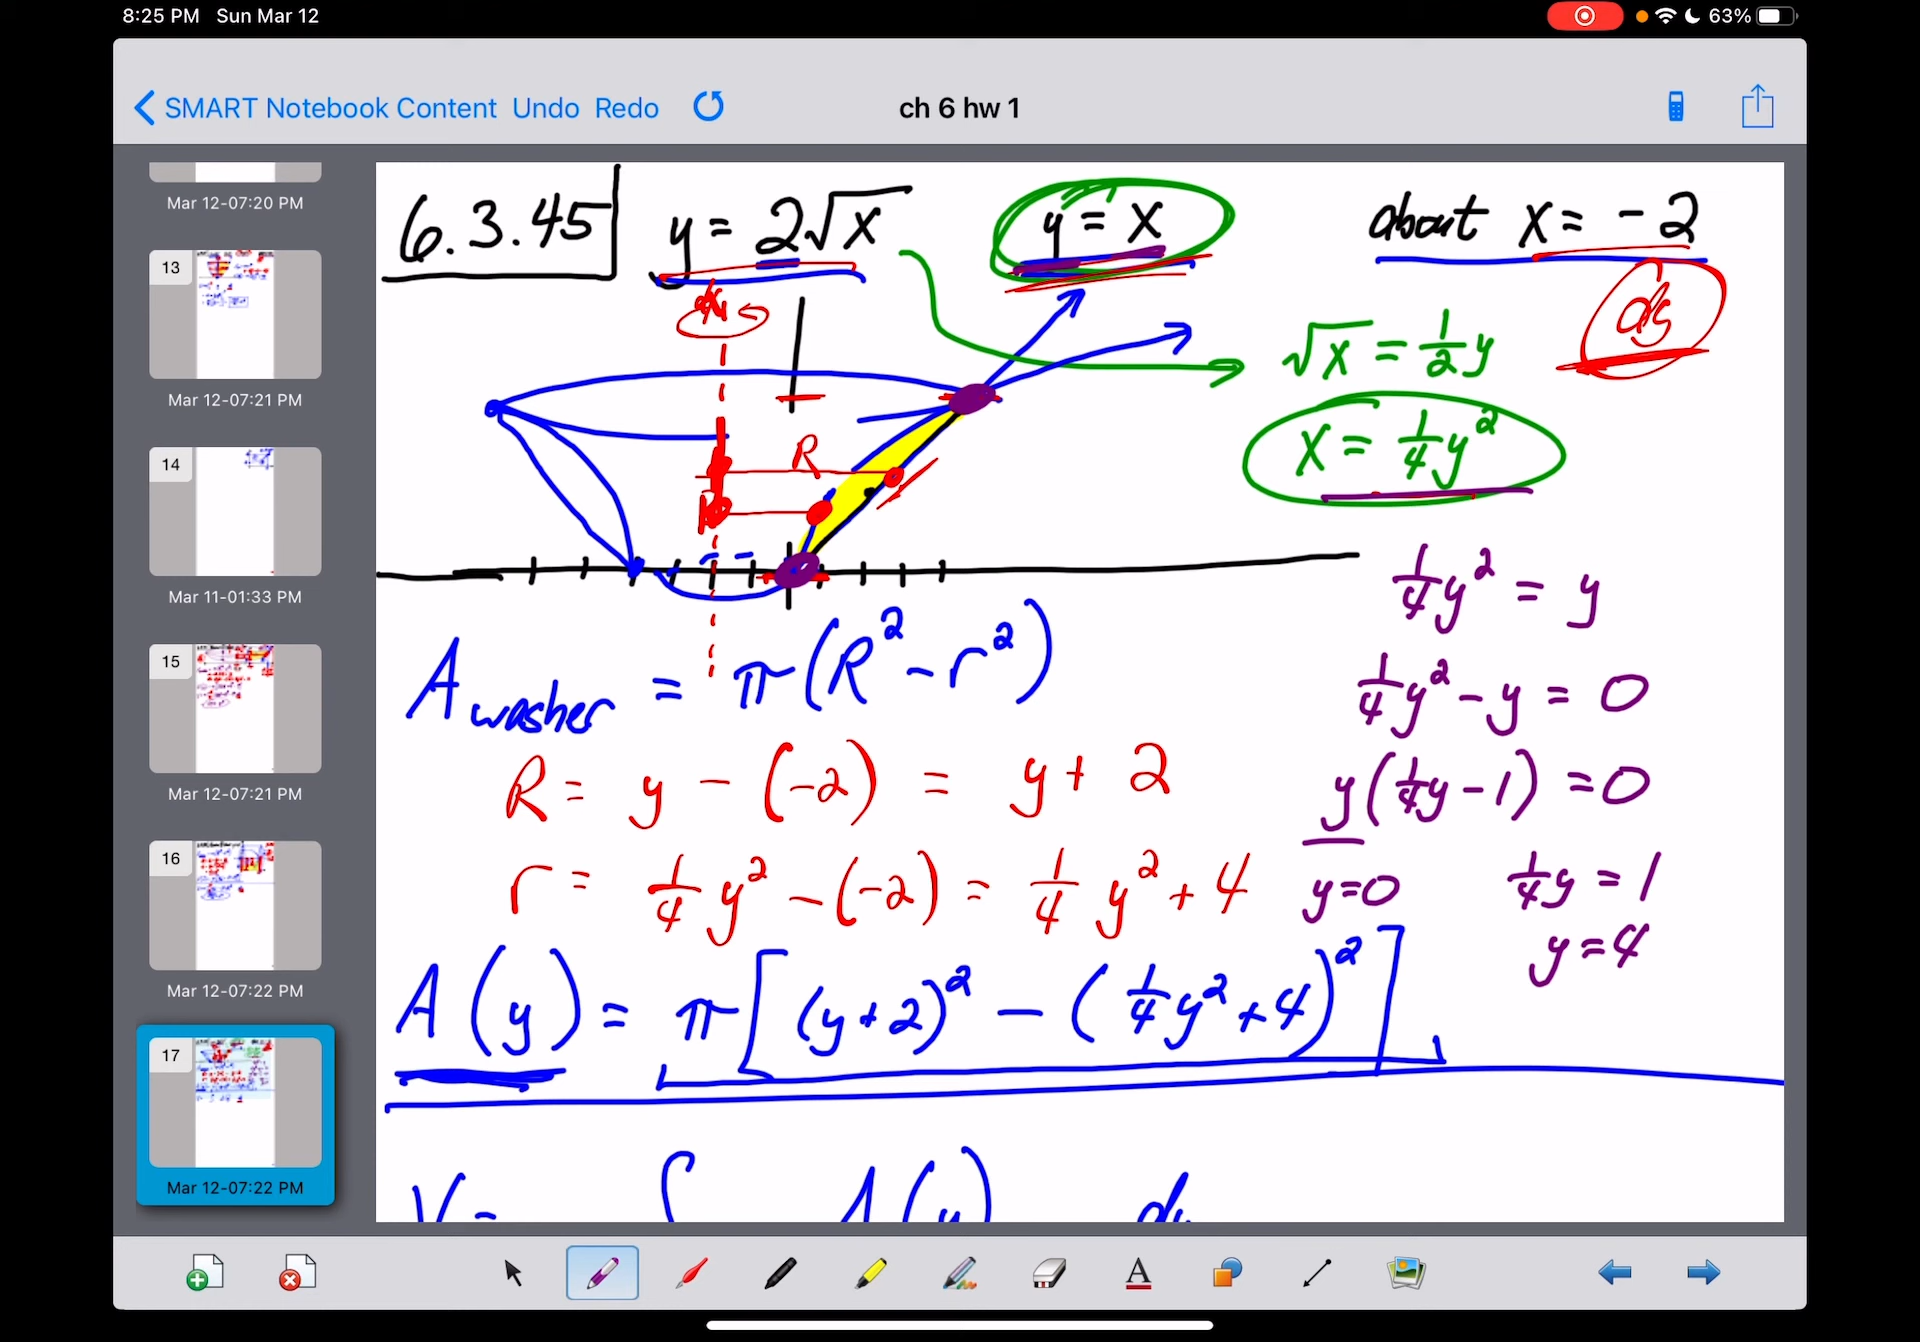 8:25 PM Sun Mar 12
63%
SMART Notebook Content Undo Redo
ch 6 hw 1
Mar 12-07:20 PM
13
Mar 12-07:21 PM
14
Mar 11-01:33 PM
15
Mar 12-07:21 PM
16
Mar 12-07:22 PM
17
Mar 12-07:22 PM
6.3.45 y = 2√x y = x about x = -2
√x = 1/2 y
x = 1/4 y²
R
1/4 y² = y
1/4 y² - y = 0
y(1/4 y - 1) = 0
y=0 1/4 y = 1
y=4
A washer = π(R² - r²)
R = y - (-2) = y + 2
r = 1/4 y² - (-2) = 1/4 y² + 4
A(y) = π[(y+2)² - (1/4 y² + 4)²]
V = ∫ A(y) dy
A